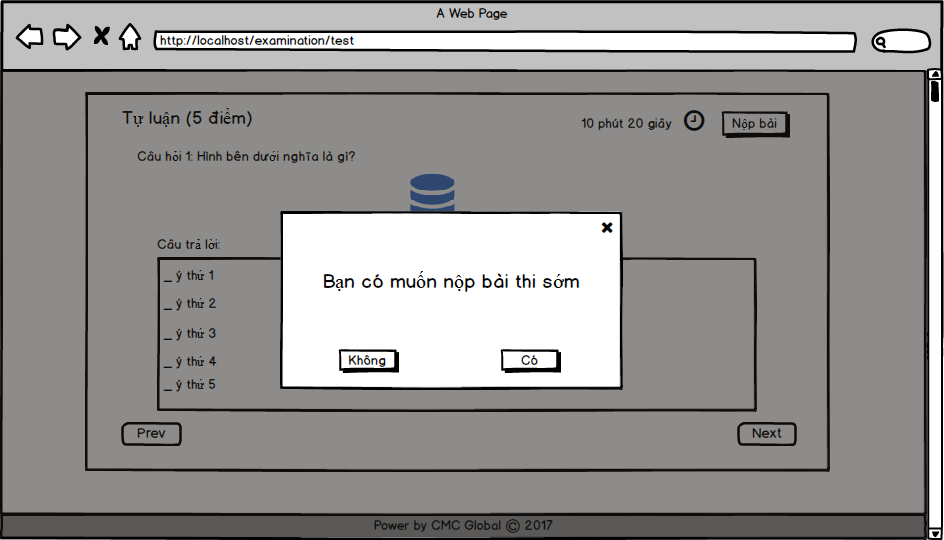 A Web Page
http://localhost/examination/test
Tự luận (5 điểm)
10 phút 20 giây
Nộp bài
Câu hỏi 1: Hình bên dưới nghĩa là gì?
Câu trả lời:
_ ý thứ 1
_ ý thứ 2
_ ý thứ 3
_ ý thứ 4
_ ý thứ 5
Bạn có muốn nộp bài thi sớm
Không
Có
Prev
Next
Power by CMC Global © 2017